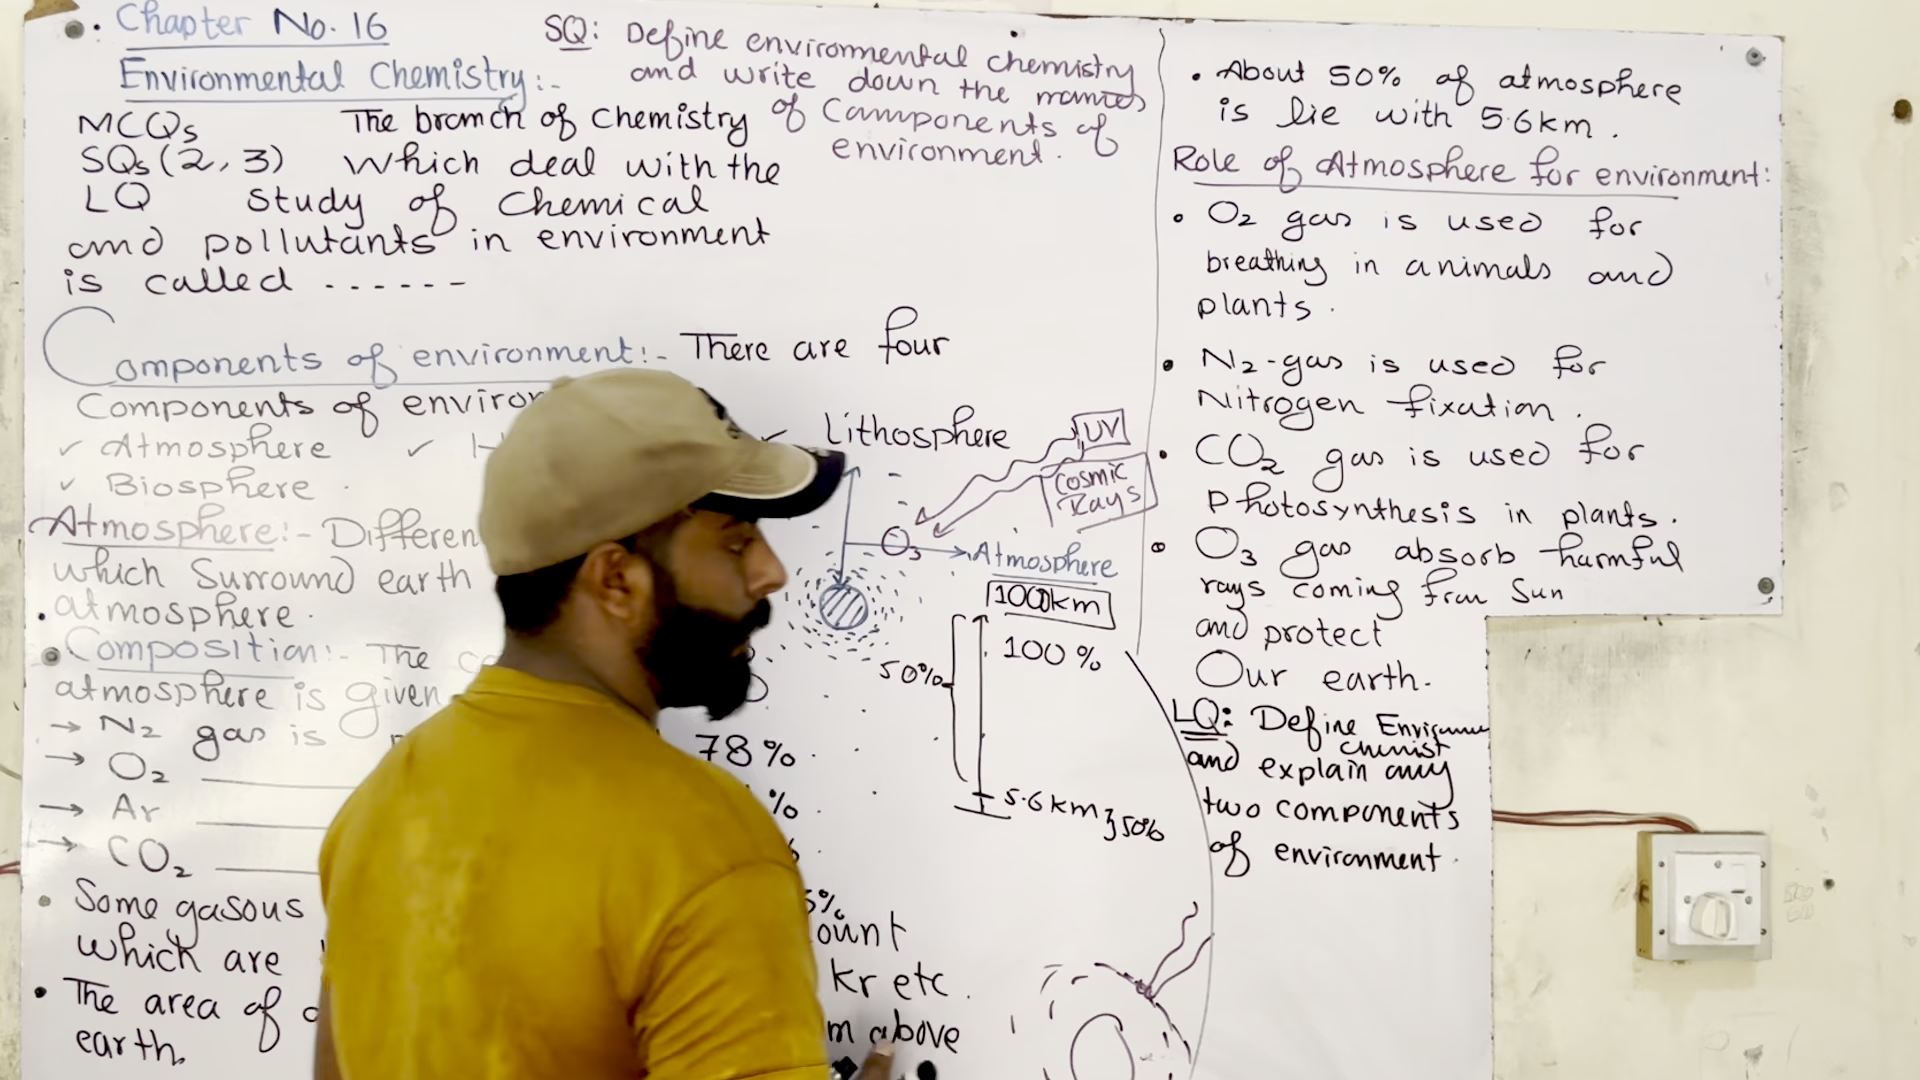 Chapter No. 16
Environmental Chemistry:-
MCQs
SQs (2, 3)
LQ
The branch of Chemistry
which deal with the
study of Chemical
and pollutants in environment
is called ------
SQ: Define environmental chemistry
and write down the names
of Components of
environment.
Components of environment:- There are four
Components of environ
✓ Atmosphere ✓ H ✓ Lithosphere
✓ Biosphere
Atmosphere:- Differen
which Surround earth
atmosphere.
Composition:- The co
atmosphere is given
→ N2 gas is 78%
→ O2 %
→ Ar
→ CO2
Some gasous ount
which are Kr etc.
The area of m above
earth.
UV
Cosmic
Rays
O3
Atmosphere
1000km
100%
50%
5.6km } 50%
• About 50% of atmosphere
is lie with 5.6km.
Role of Atmosphere for environment:
• O2 gas is used for
breathing in animals and
plants.
• N2-gas is used for
Nitrogen fixation.
• CO2 gas is used for
Photosynthesis in plants.
• O3 gas absorb harmful
rays coming from Sun
and protect
Our earth.
LQ: Define
chemist
and explain any
two components
of environment.